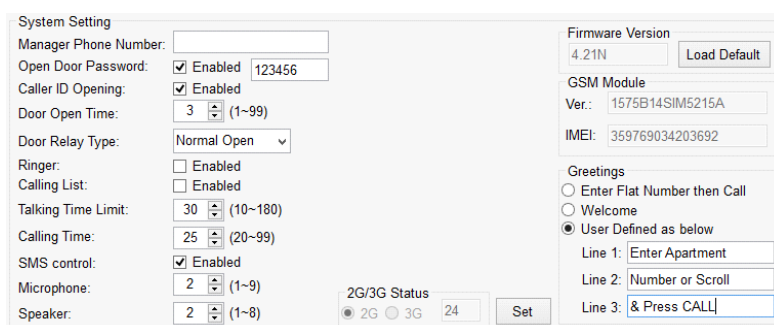 System Setting
Manager Phone Number:
Open Door Password: Enabled 123456
Caller ID Opening: Enabled
Door Open Time: 3 (1~99)
Door Relay Type: Normal Open
Ringer: Enabled
Calling List: Enabled
Talking Time Limit: 30 (10~180)
Calling Time: 25 (20~99)
SMS control: Enabled
Microphone: 2 (1~9)
Speaker: 2 (1~8)
2G/3G Status
2G 3G 24 Set
Firmware Version
4.21N Load Default
GSM Module
Ver.: 1575B14SIM5215A
IMEI: 359769034203692
Greetings
Enter Flat Number then Call
Welcome
User Defined as below
Line 1: Enter Apartment
Line 2: Number or Scroll
Line 3: & Press CALL